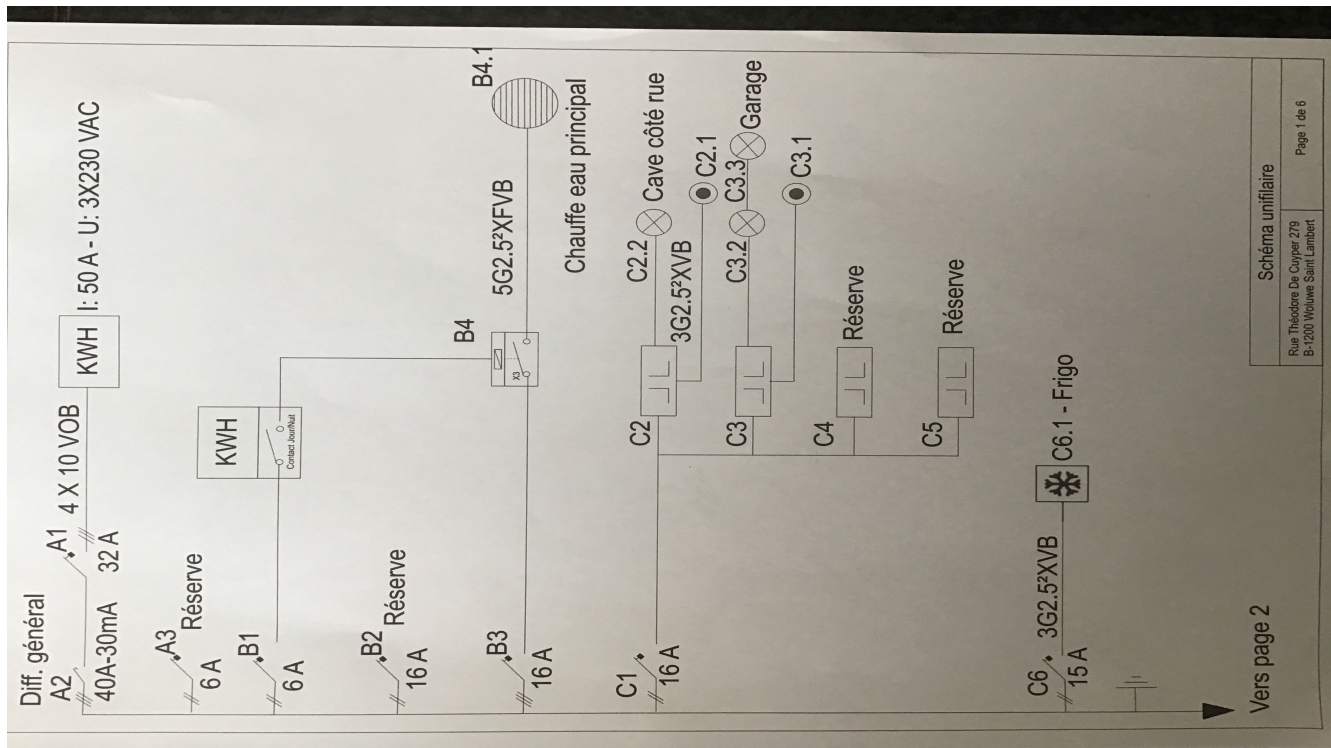 Diff. général
A2
40A-30mA
A1
32 A
4 X 10 VOB
KWH
I: 50 A - U: 3X230 VAC
A3
Réserve
6 A
B1
6 A
KWH
Contact Jour/Nuit
B2
Réserve
16 A
B3
16 A
B4
X3
5G2.5²XFVB
B4.1
Chauffe eau principal
C1
16 A
C2
C2.2
Cave côté rue
3G2.5²XVB
C2.1
C3
C3.2
C3.3
Garage
C3.1
C4
Réserve
C5
Réserve
C6
15 A
3G2.5²XVB
C6.1 - Frigo
Vers page 2
Schéma unifilaire
Rue Théodore De Cuyper 279
B-1200 Woluwe Saint Lambert
Page 1 de 6